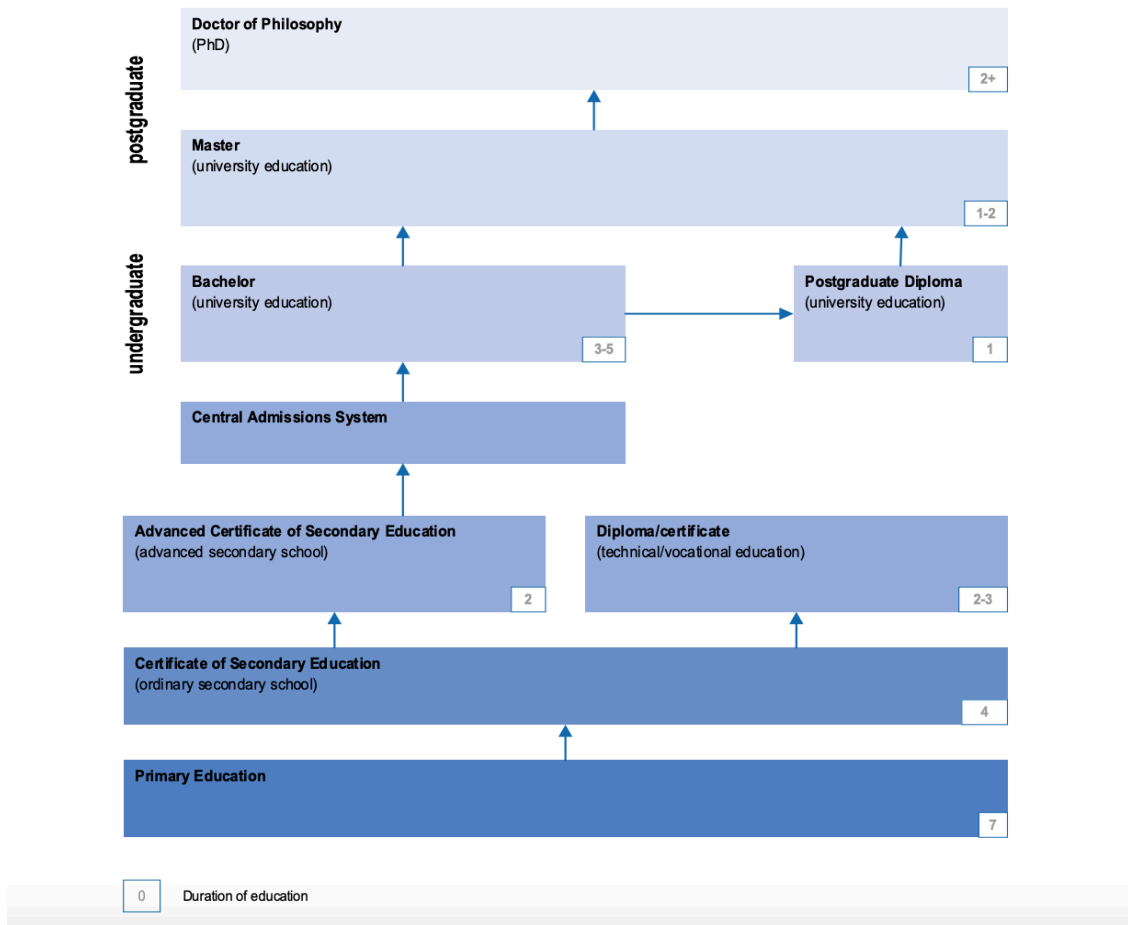 postgraduate
Doctor of Philosophy
(PhD)
2+
Master
(university education)
1-2
undergraduate
Bachelor
(university education)
3-5
Postgraduate Diploma
(university education)
1
Central Admissions System
Advanced Certificate of Secondary Education
(advanced secondary school)
2
Diploma/certificate
(technical/vocational education)
2-3
Certificate of Secondary Education
(ordinary secondary school)
4
Primary Education
7
0
Duration of education